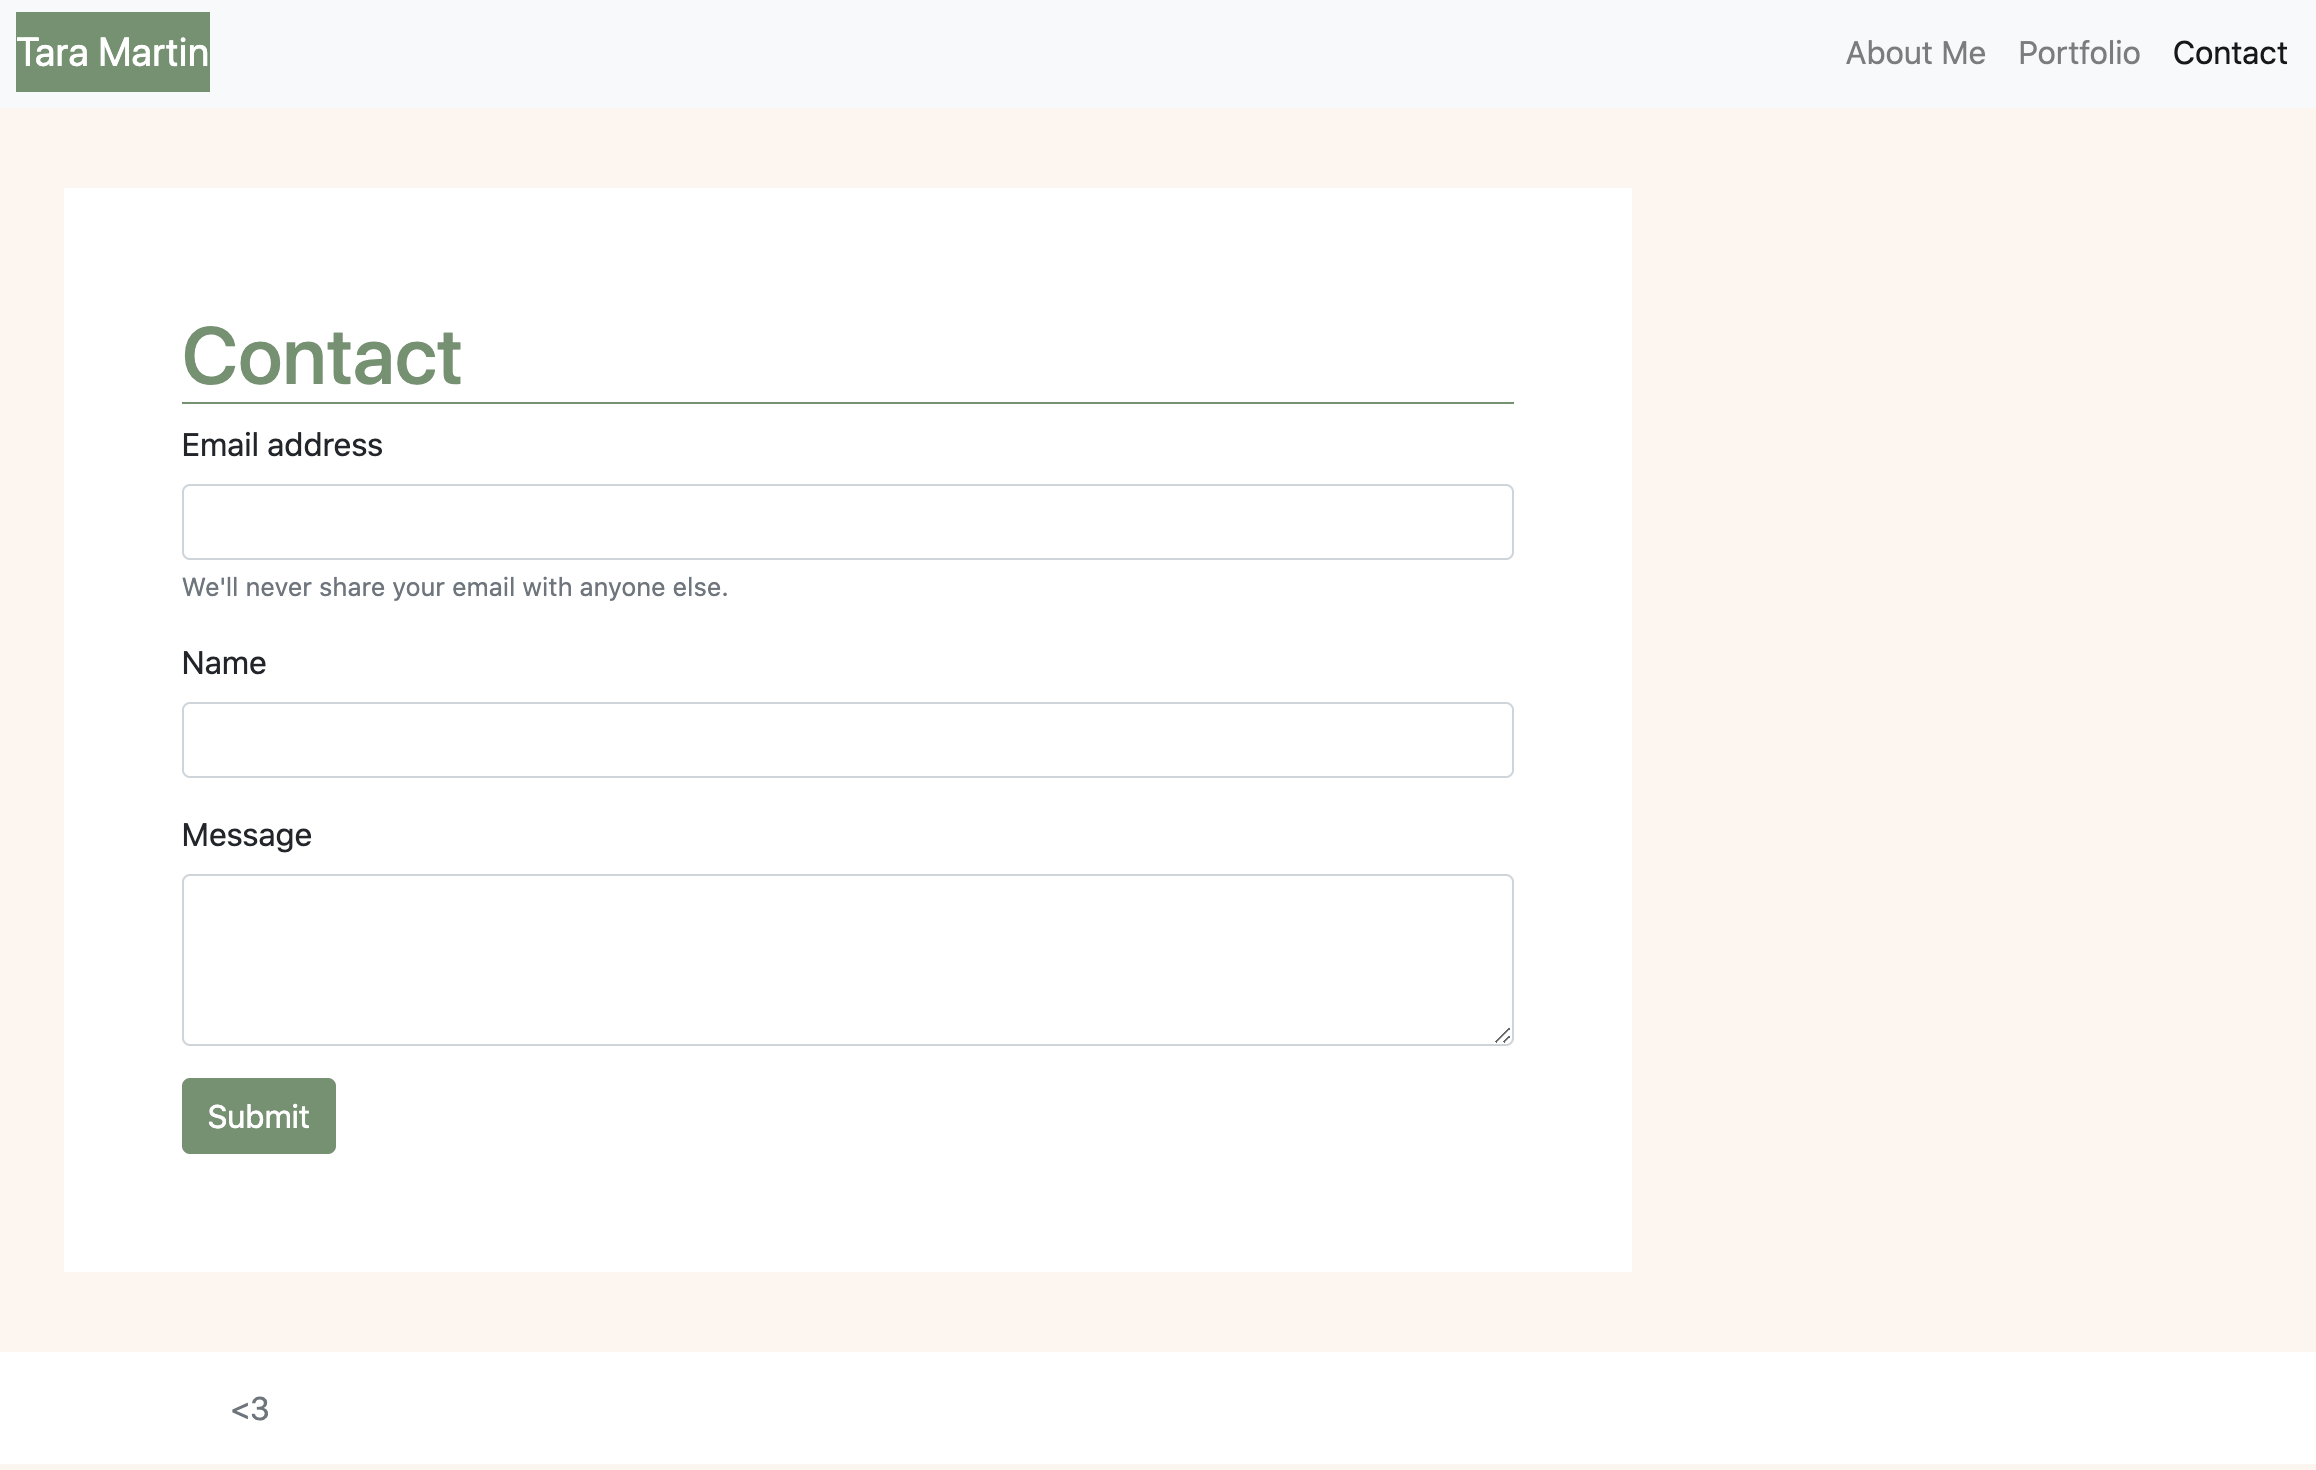 Tara Martin
About Me
Portfolio
Contact
Contact
Email address
We'll never share your email with anyone else.
Name
Message
Submit
<3